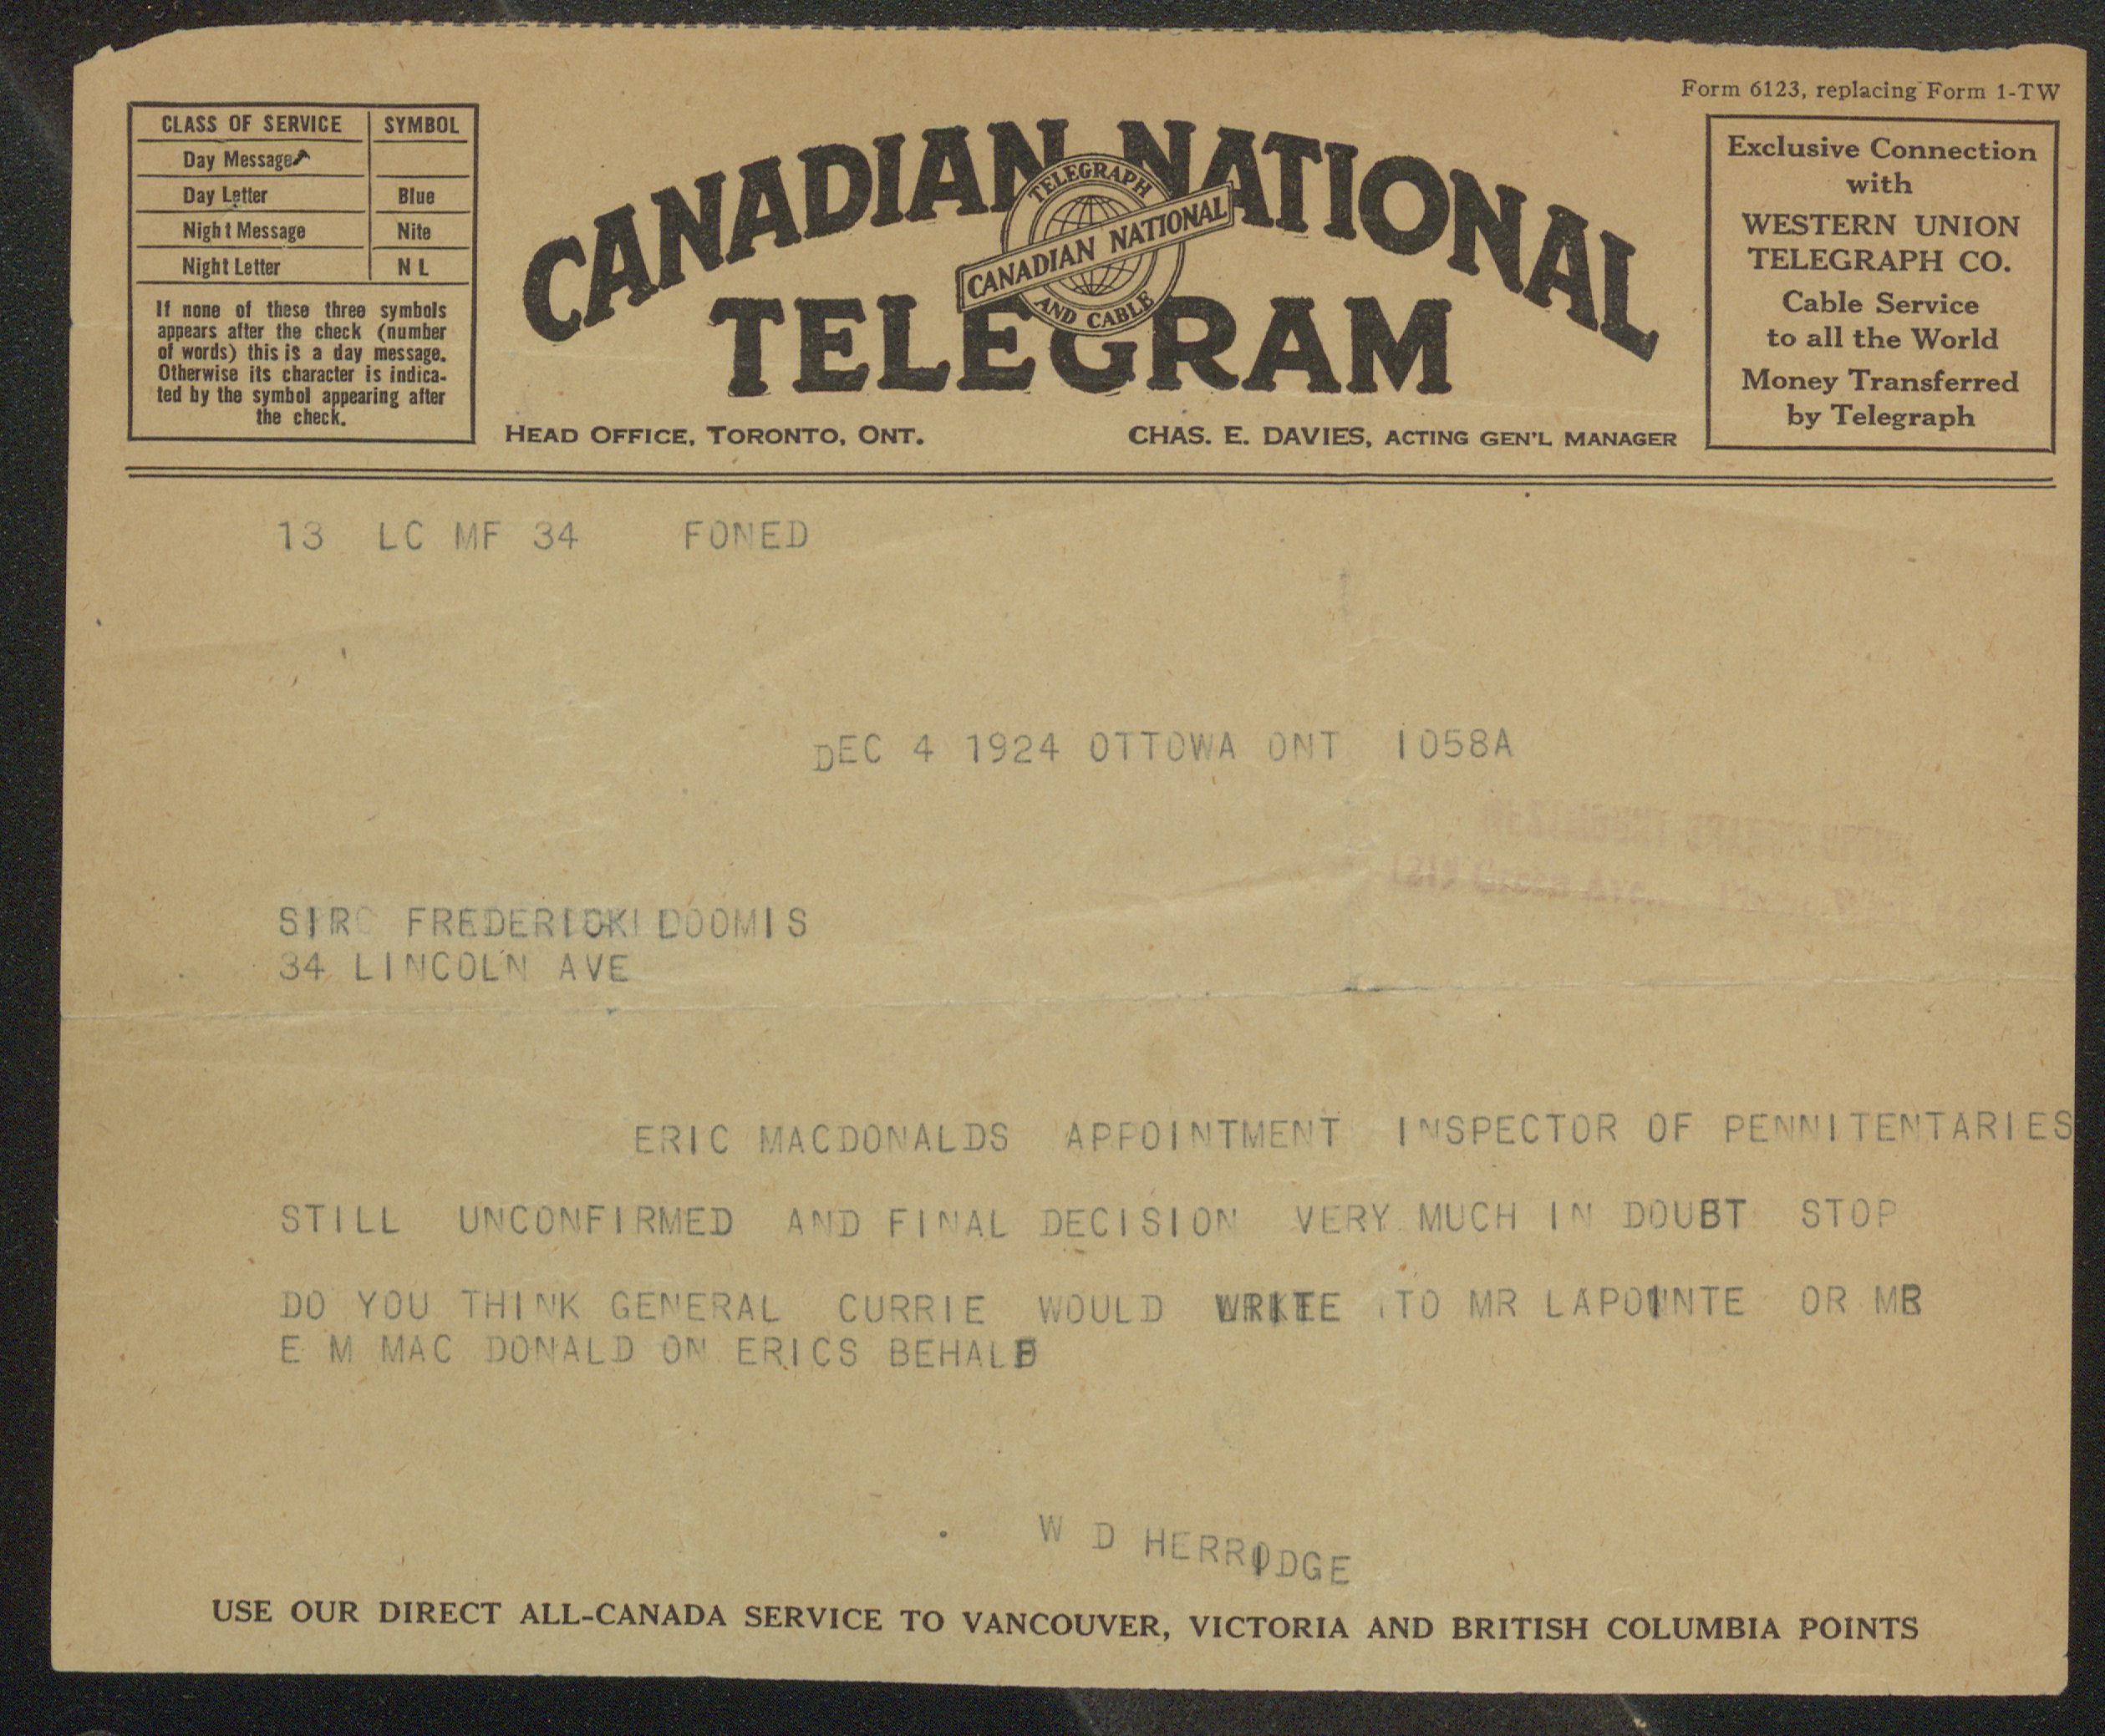 Form 6123, replacing Form 1-TW
CLASS OF SERVICE SYMBOL
Day Message
Day Letter Blue
Night Message Nite
Night Letter N L
If none of these three symbols
appears after the check (number
of words) this is a day message.
Otherwise its character is indica-
ted by the symbol appearing after
the check.
CANADIAN NATIONAL
TELEGRAM
TELEGRAPH
CANADIAN NATIONAL
AND CABLE
HEAD OFFICE, TORONTO, ONT.
CHAS. E. DAVIES, ACTING GEN'L MANAGER
Exclusive Connection
with
WESTERN UNION
TELEGRAPH CO.
Cable Service
to all the World
Money Transferred
by Telegraph
13 LC MF 34 FONED
DEC 4 1924 OTTOWA ONT 1058A
1219 Green Ave.
SIR FREDERICK LOOMIS
34 LINCOLN AVE
ERIC MACDONALDS APPOINTMENT INSPECTOR OF PENNITENTARIES
STILL UNCONFIRMED AND FINAL DECISION VERY MUCH IN DOUBT STOP
DO YOU THINK GENERAL CURRIE WOULD WRITE TO MR LAPOINTE OR MR
E M MAC DONALD ON ERICS BEHALF
W D HERRIDGE
USE OUR DIRECT ALL-CANADA SERVICE TO VANCOUVER, VICTORIA AND BRITISH COLUMBIA POINTS